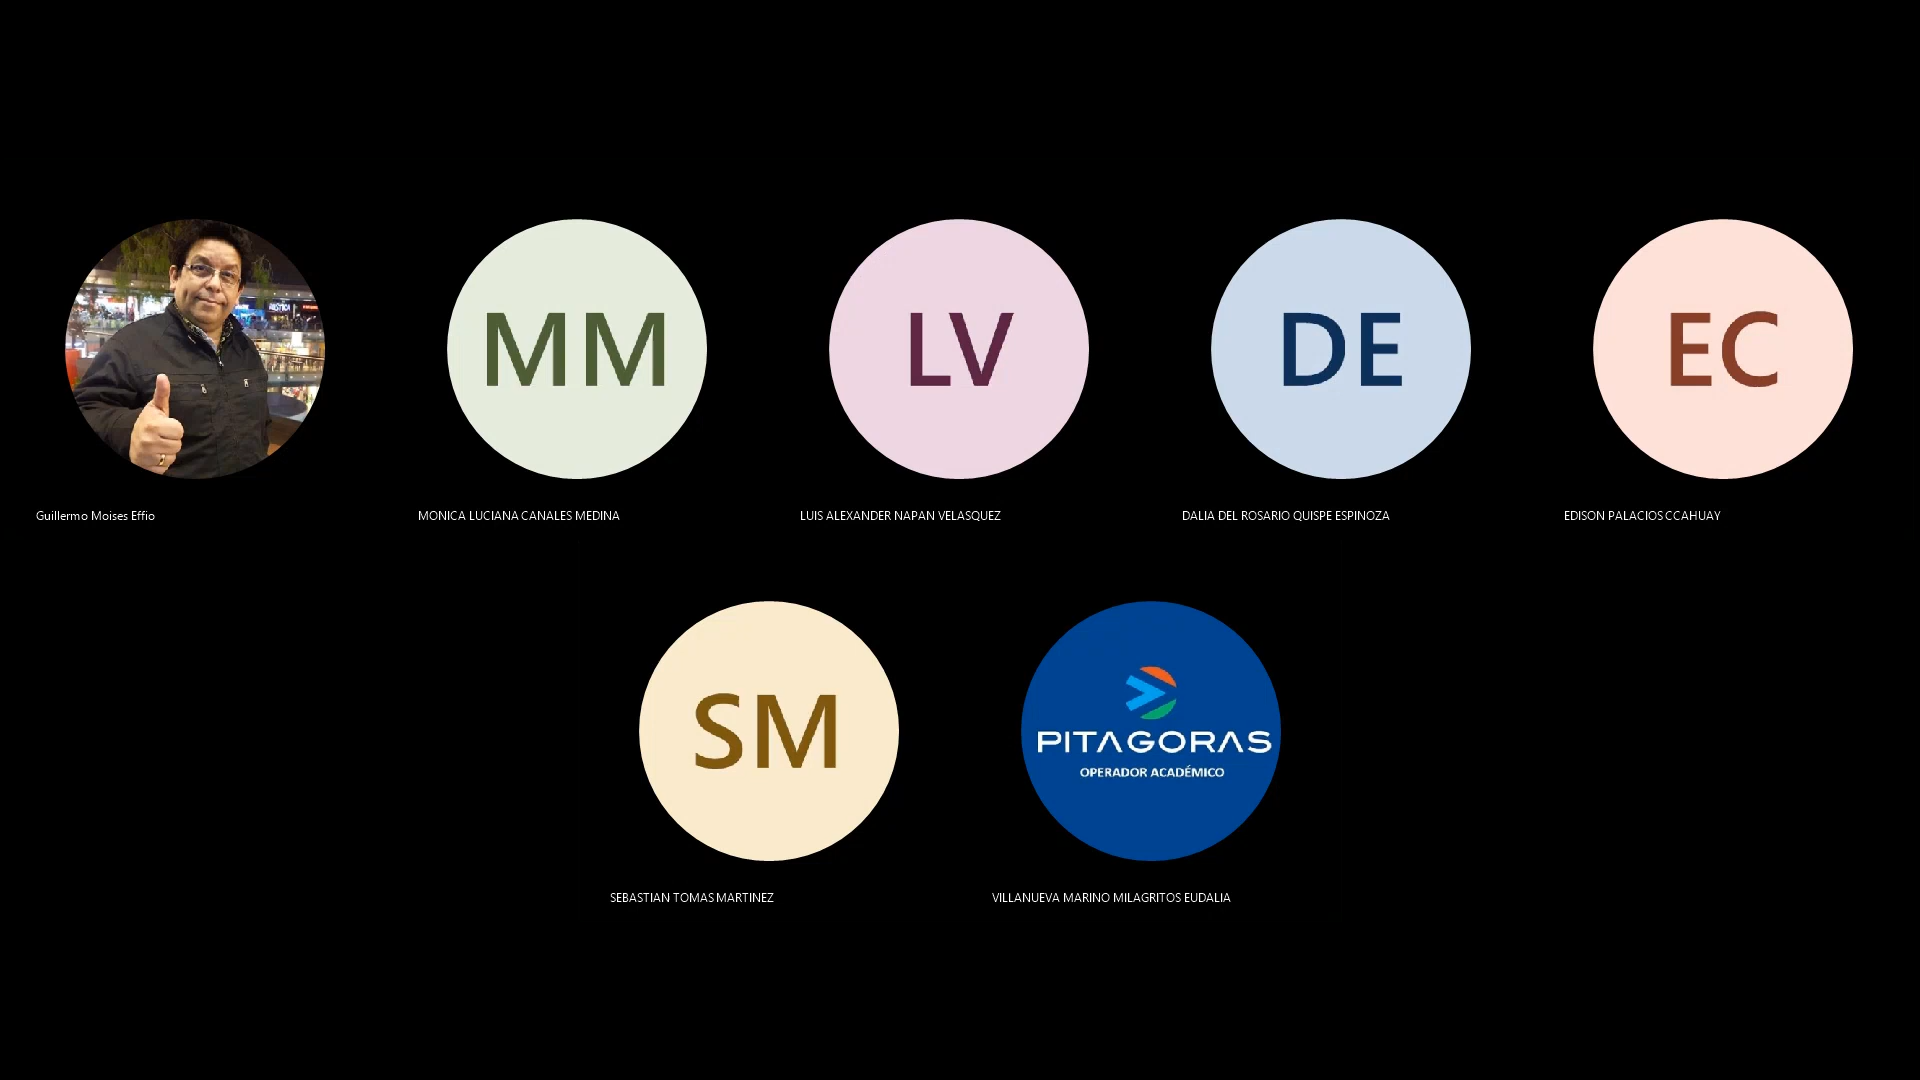 MM
LV
DE
EC
Guillermo Moises Effio
MONICA LUCIANA CANALES MEDINA
LUIS ALEXANDER NAPAN VELASQUEZ
DALIA DEL ROSARIO QUISPE ESPINOZA
EDISON PALACIOS CCAHUAY
SM
PITAGORAS
OPERADOR ACADÉMICO
SEBASTIAN TOMAS MARTINEZ
VILLANUEVA MARINO MILAGRITOS EUDALIA